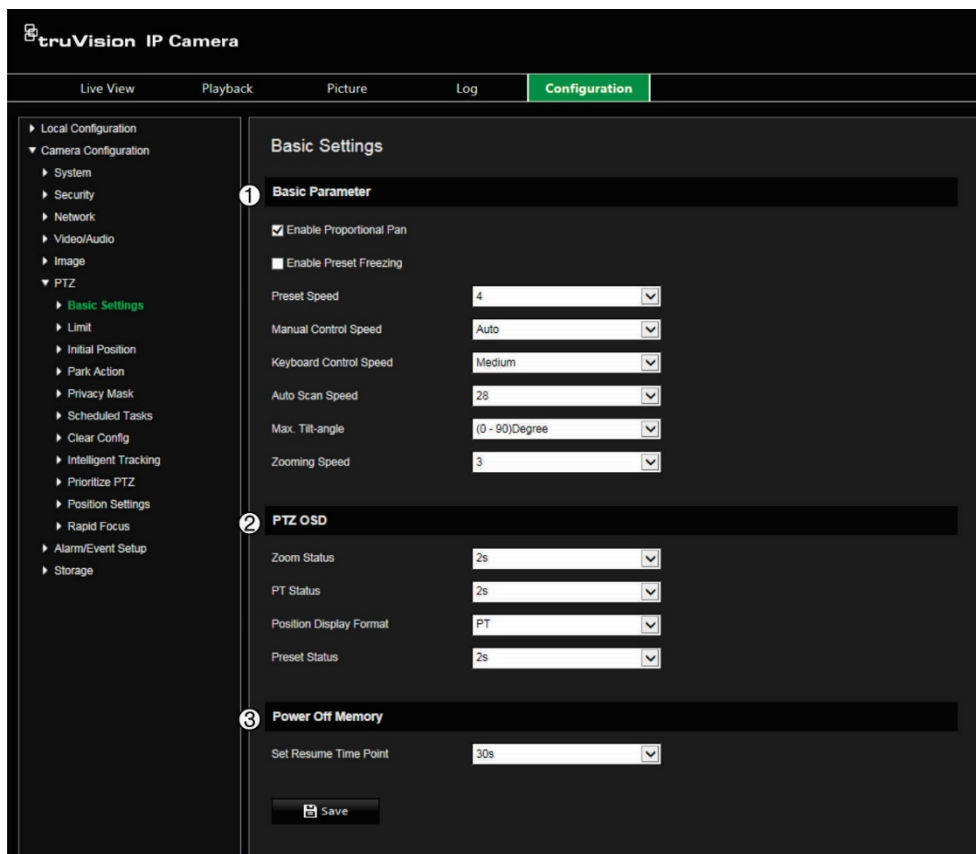 truVision IP Camera
Live View Playback Picture Log Configuration
Local Configuration
Camera Configuration
System
Security
Network
Video/Audio
Image
PTZ
Basic Settings
Limit
Initial Position
Park Action
Privacy Mask
Scheduled Tasks
Clear Config
Intelligent Tracking
Prioritize PTZ
Position Settings
Rapid Focus
Alarm/Event Setup
Storage
Basic Settings
① Basic Parameter
Enable Proportional Pan
Enable Preset Freezing
Preset Speed 4
Manual Control Speed Auto
Keyboard Control Speed Medium
Auto Scan Speed 28
Max. Tilt-angle (0 - 90)Degree
Zooming Speed 3
② PTZ OSD
Zoom Status 2s
PT Status 2s
Position Display Format PT
Preset Status 2s
③ Power Off Memory
Set Resume Time Point 30s
Save